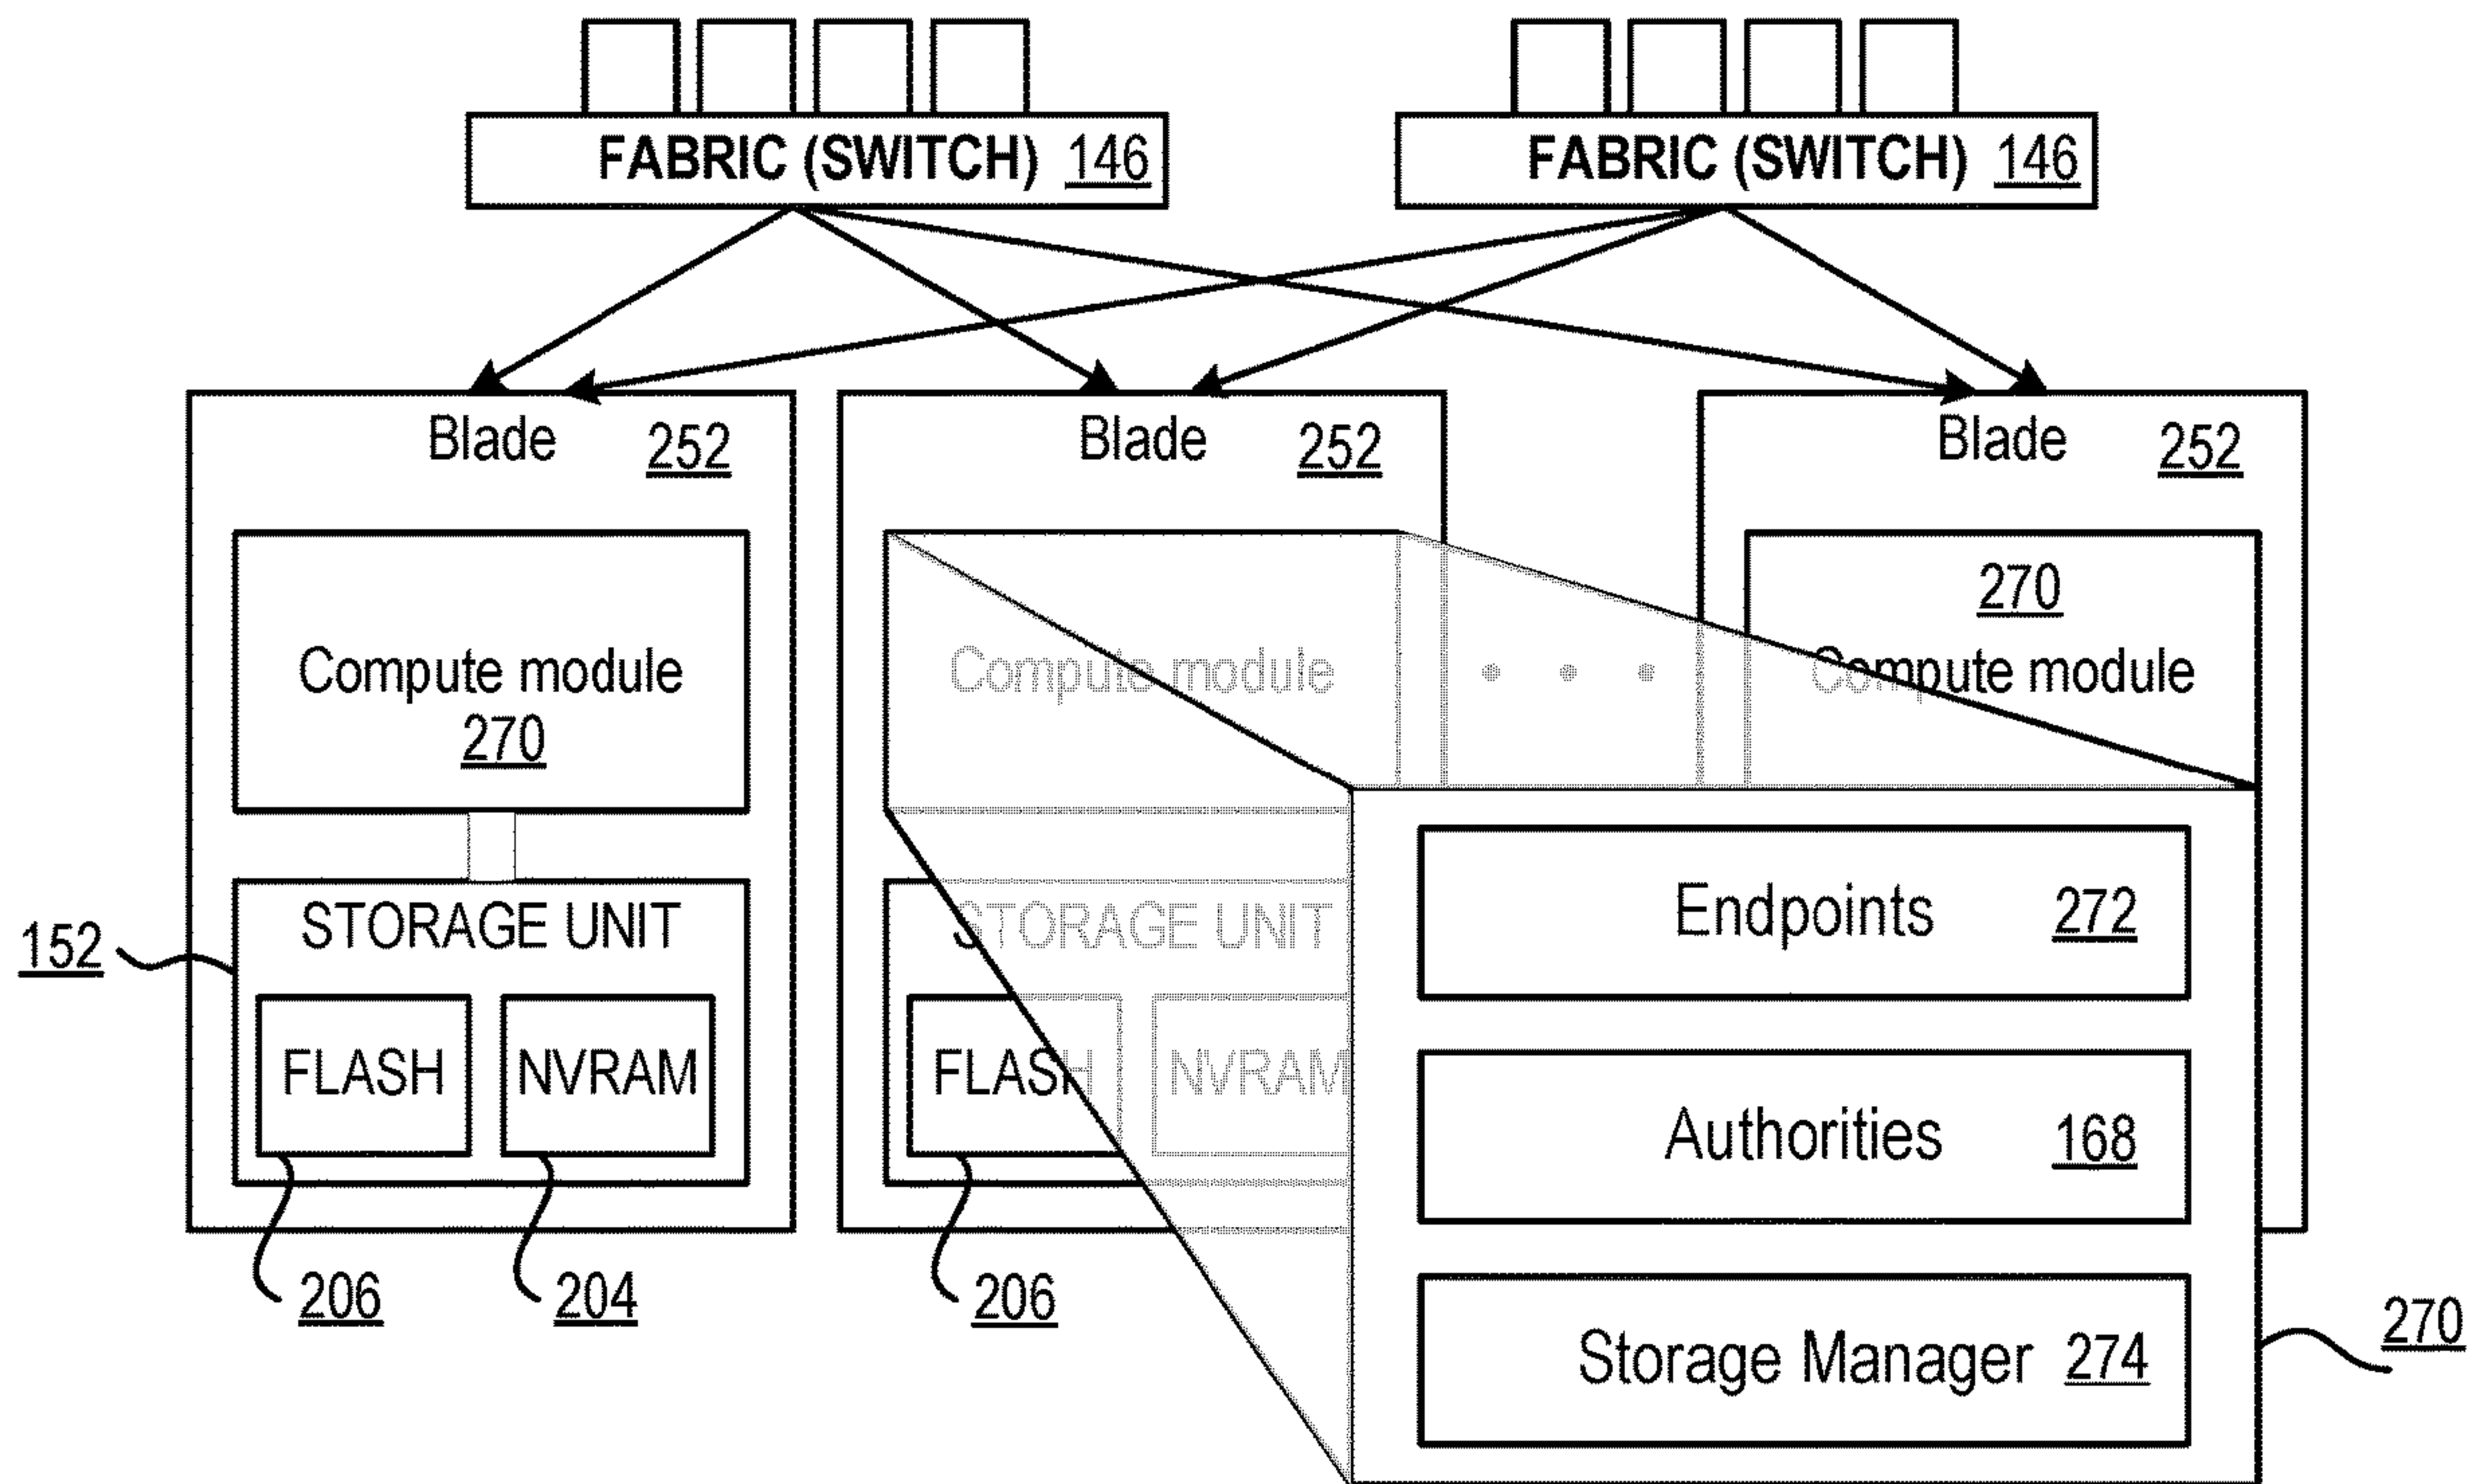 FABRIC (SWITCH) 146
FABRIC (SWITCH) 146
Blade 252
Blade 252
Blade 252
Compute module
270
Compute module
270
Compute module
STORAGE UNIT
152
FLASH
NVRAM
206
204
STORAGE UNIT
FLASH
NVRAM
206
Endpoints 272
Authorities 168
Storage Manager 274
270